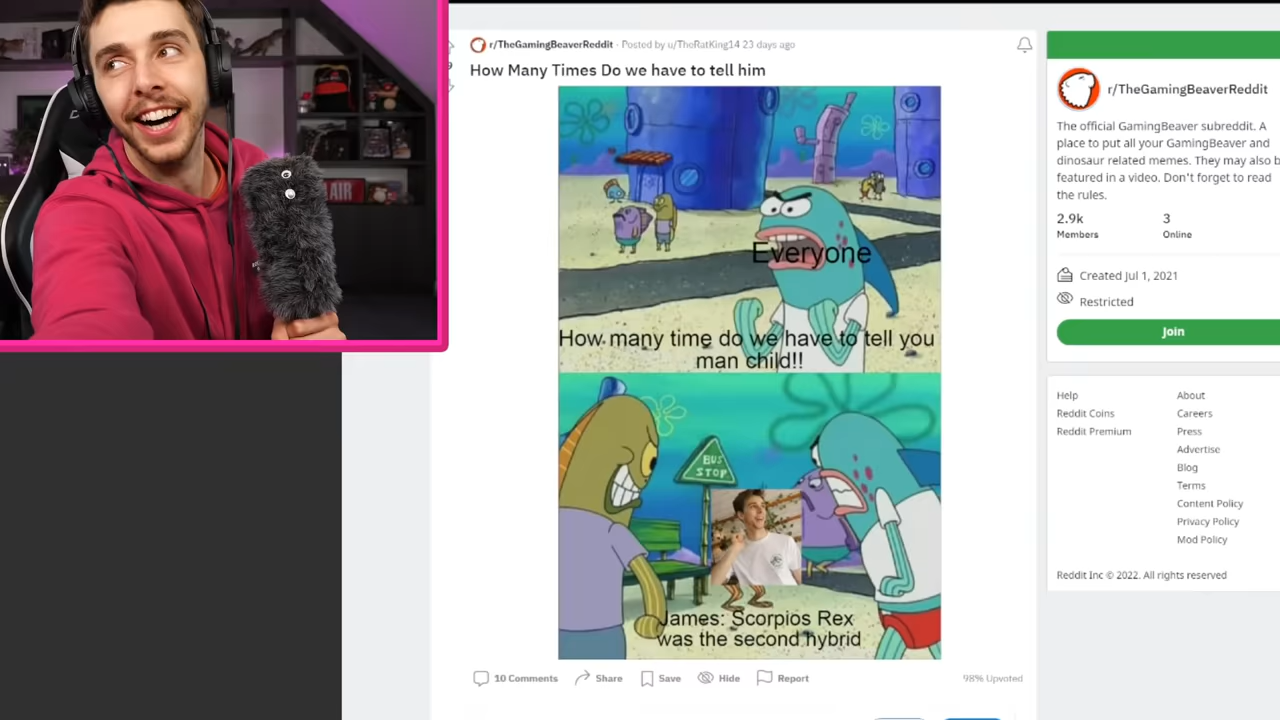 r/TheGamingBeaverReddit · Posted by u/TheRatKing14 23 days ago
How Many Times Do we have to tell him
Everyone
How many time do we have to tell you
man child!!
BUS
STOP
James: Scorpios Rex
was the second hybrid
10 Comments Share Save Hide Report 98% Upvoted
r/TheGamingBeaverReddit
The official GamingBeaver subreddit. A
place to put all your GamingBeaver and
dinosaur related memes. They may also b
featured in a video. Don't forget to read
the rules.
2.9k 3
Members Online
Created Jul 1, 2021
Restricted
Join
Help About
Reddit Coins Careers
Reddit Premium Press
Advertise
Blog
Terms
Content Policy
Privacy Policy
Mod Policy
Reddit Inc © 2022. All rights reserved
AIR